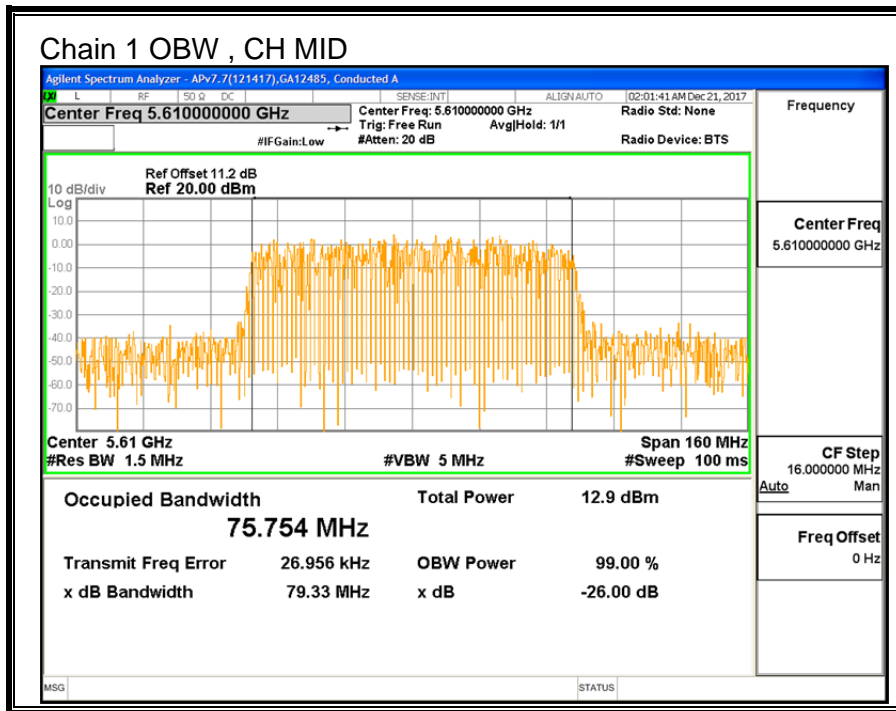 Chain 1 OBW , CH MID
Agilent Spectrum Analyzer - APv7.7(121417),GA12485, Conducted A
LXI L RF 50 Ω DC SENSE:INT ALIGN AUTO 02:01:41 AM Dec 21, 2017
Center Freq 5.610000000 GHz
Center Freq: 5.610000000 GHz
Radio Std: None
Trig: Free Run Avg|Hold: 1/1
#IFGain:Low
#Atten: 20 dB
Radio Device: BTS
Ref Offset 11.2 dB
10 dB/div Ref 20.00 dBm
Log
10.0
0.00
-10.0
-20.0
-30.0
-40.0
-50.0
-60.0
-70.0
Center 5.61 GHz Span 160 MHz
#Res BW 1.5 MHz #VBW 5 MHz #Sweep 100 ms
Occupied Bandwidth Total Power 12.9 dBm
75.754 MHz
Transmit Freq Error 26.956 kHz OBW Power 99.00 %
x dB Bandwidth 79.33 MHz x dB -26.00 dB
MSG STATUS
Frequency
Center Freq
5.610000000 GHz
CF Step
16.000000 MHz
Auto Man
Freq Offset
0 Hz